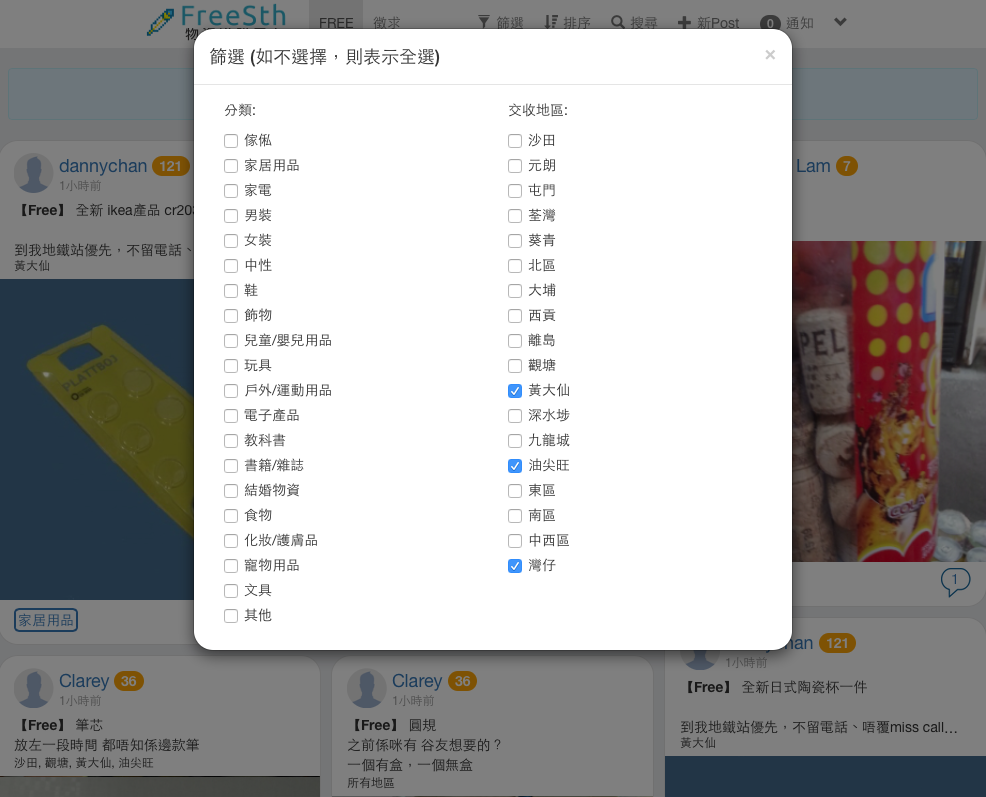 FreeSth
FREE
徵求
篩選
排序
搜尋
新Post
0
通知
篩選 (如不選擇，則表示全選)
×
分類:
傢俬
家居用品
家電
男裝
女裝
中性
鞋
飾物
兒童/嬰兒用品
玩具
戶外/運動用品
電子產品
教科書
書籍/雜誌
結婚物資
食物
化妝/護膚品
寵物用品
文具
其他
交收地區:
沙田
元朗
屯門
荃灣
葵青
北區
大埔
西貢
離島
觀塘
黃大仙
深水埗
九龍城
油尖旺
東區
南區
中西區
灣仔
dannychan 121
1小時前
【Free】 全新 ikea產品
到我地鐵站優先，不留電話、
黃大仙
PLATTBOJ
家居用品
Lam 7
1
Clarey 36
1小時前
【Free】 筆芯
放左一段時間 都唔知係邊款筆
沙田, 觀塘, 黃大仙, 油尖旺
Clarey 36
1小時前
【Free】 圓規
之前係咪有 谷友想要的？
一個有盒，一個無盒
所有地區
han 121
1小時前
【Free】 全新日式陶瓷杯一件
到我地鐵站優先，不留電話、唔覆miss call…
黃大仙